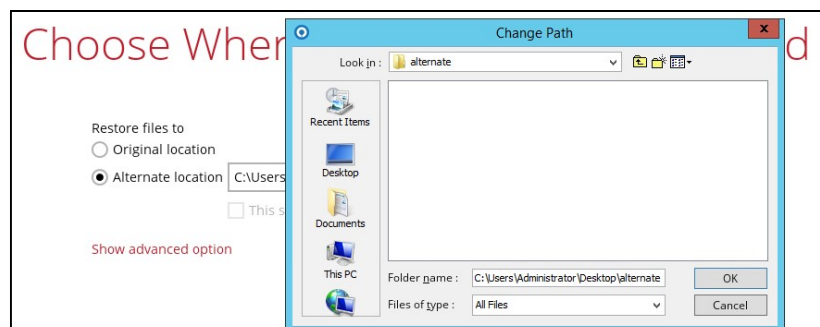 Choose Wher d
Change Path
x
Look in : alternate
Recent Items
Desktop
Documents
This PC
Restore files to
Original location
Alternate location C:\Users
This s
Show advanced option
Folder name : C:\Users\Administrator\Desktop\alternate OK
Files of type : All Files Cancel